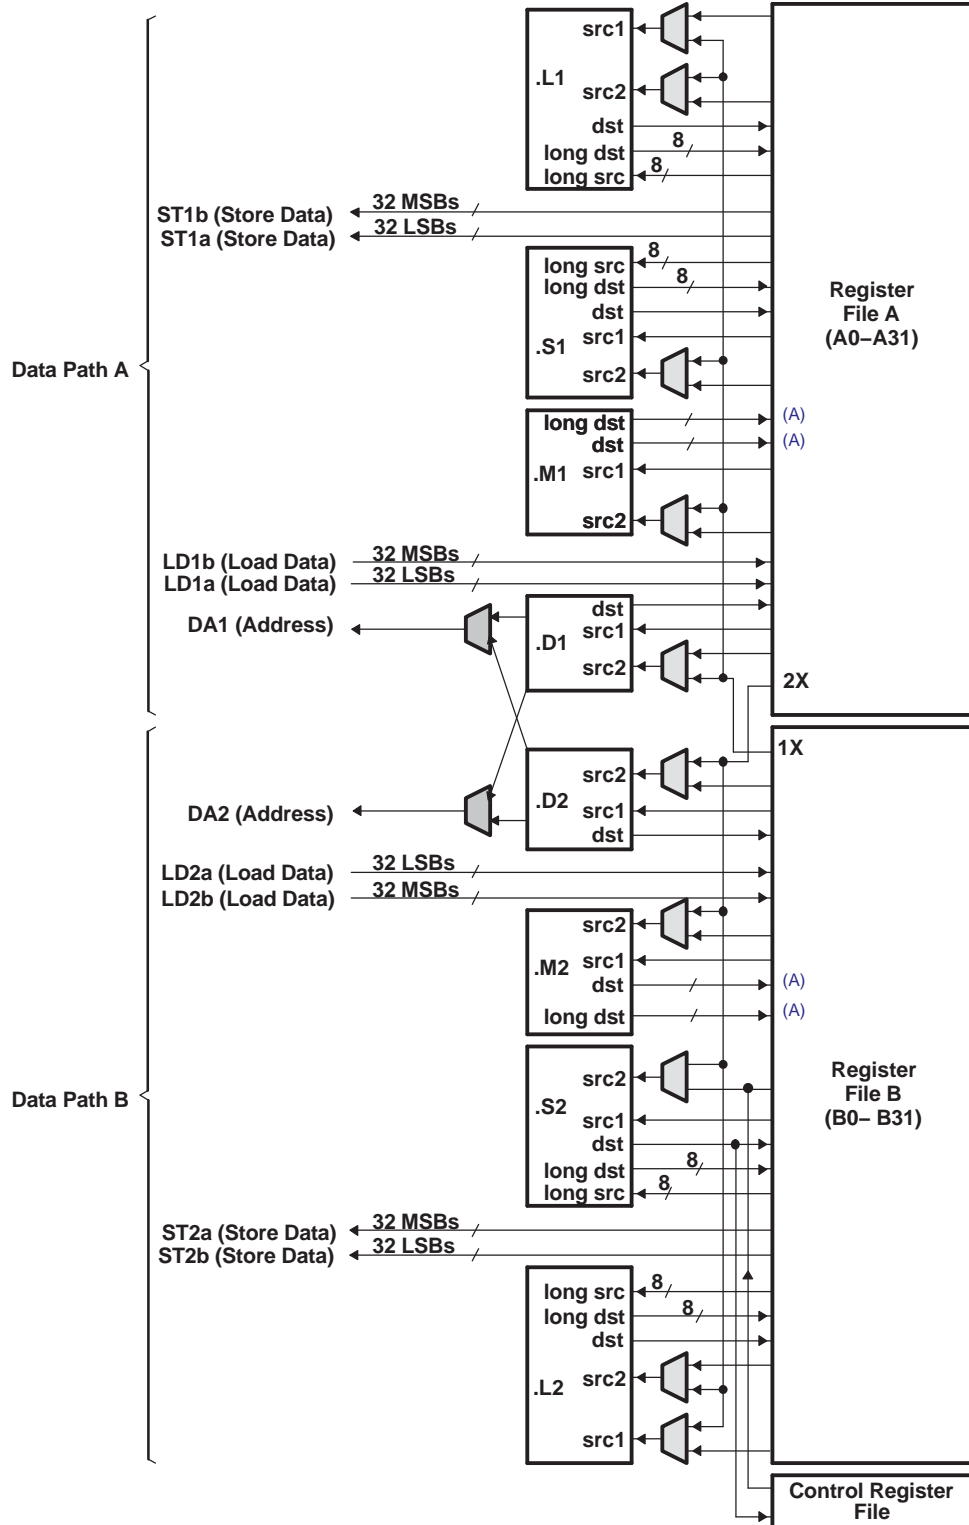 src1
.L1
src2
dst
long dst
8
long src
8
ST1b (Store Data)
32 MSBs
ST1a (Store Data)
32 LSBs
long src
8
long dst
8
dst
.S1
src1
src2
Register
File A
(A0–A31)
Data Path A
long dst
(A)
dst
(A)
.M1
src1
src2
LD1b (Load Data)
32 MSBs
LD1a (Load Data)
32 LSBs
DA1 (Address)
dst
src1
.D1
src2
2X
1X
src2
.D2
src1
dst
DA2 (Address)
LD2a (Load Data)
32 LSBs
LD2b (Load Data)
32 MSBs
src2
.M2
src1
dst
(A)
long dst
(A)
src2
.S2
src1
dst
long dst
8
long src
8
Register
File B
(B0– B31)
Data Path B
ST2a (Store Data)
32 MSBs
ST2b (Store Data)
32 LSBs
long src
8
long dst
8
dst
src2
.L2
src1
Control Register
File